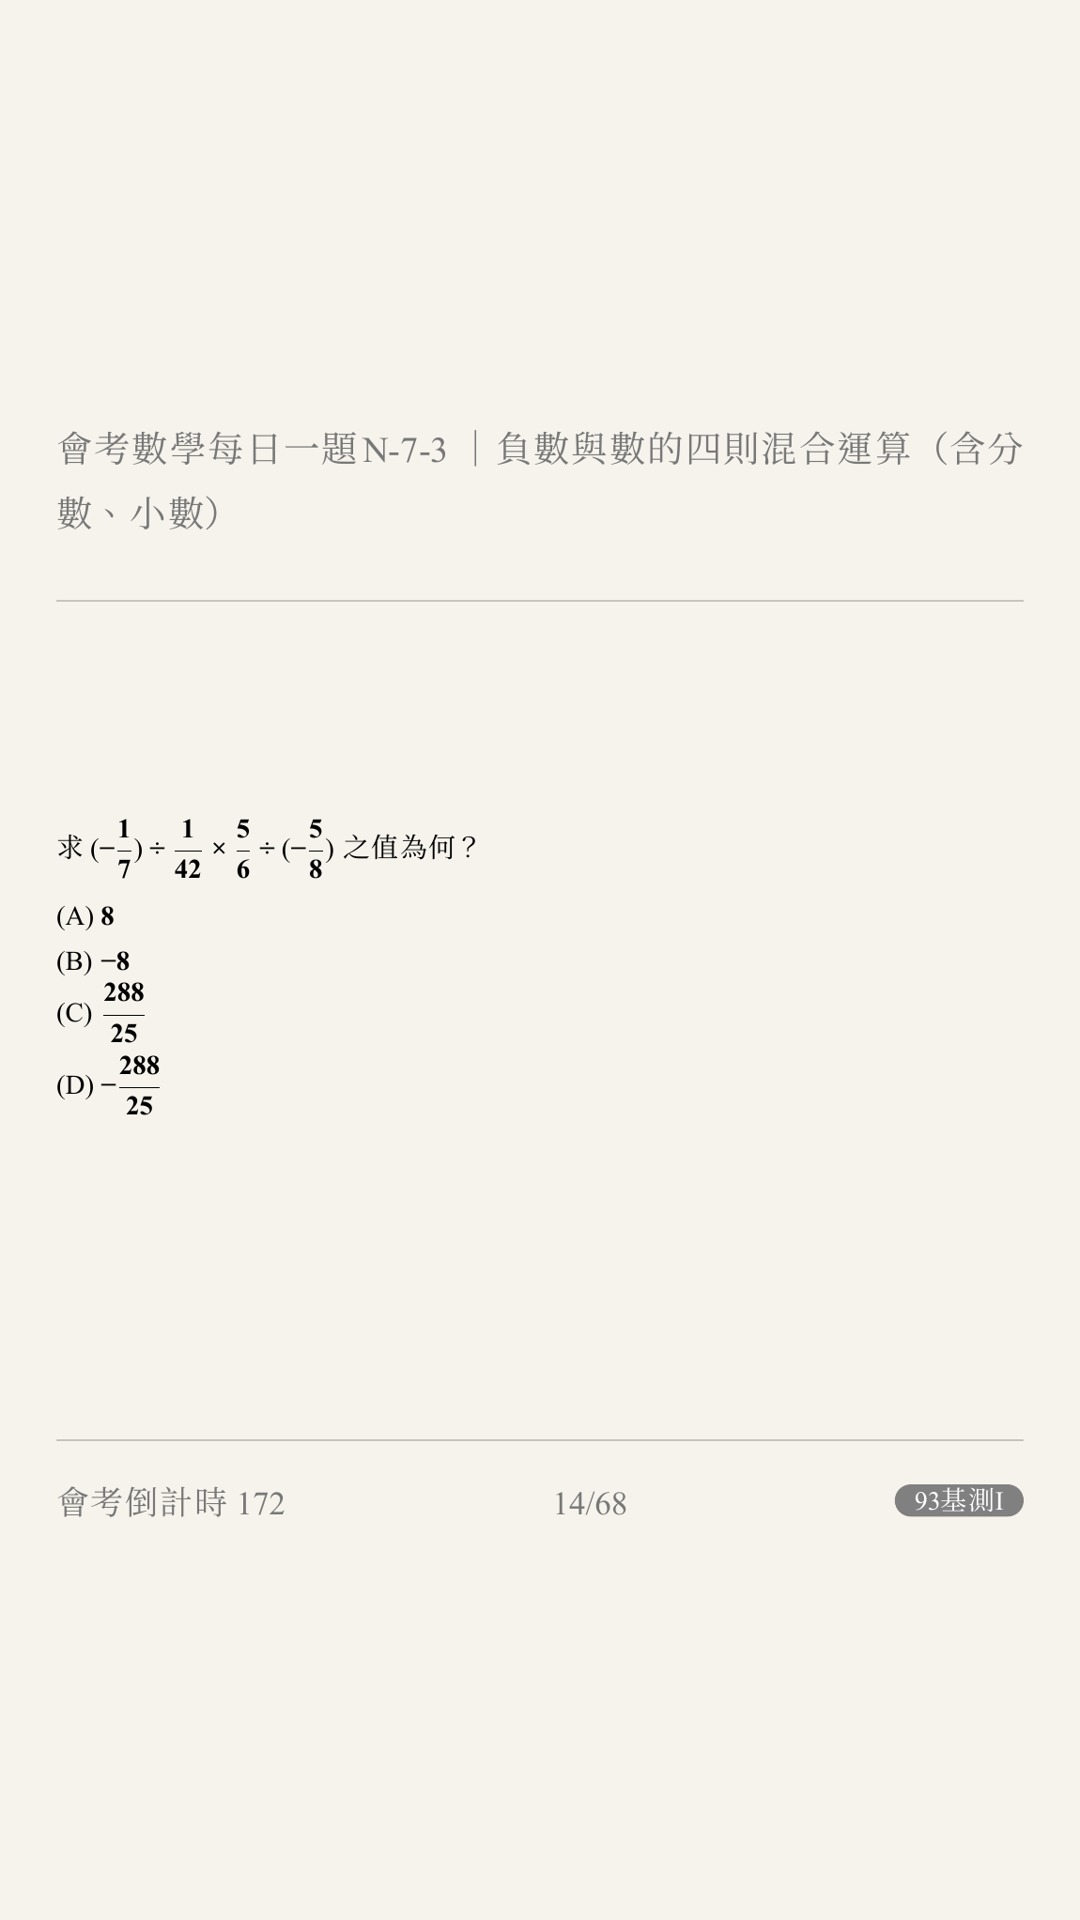 會考數學每日一題N-7-3｜負數與數的四則混合運算（含分
數、小數）
求 (−1/7) ÷ 1/42 × 5/6 ÷ (−5/8) 之值為何？
(A) 8
(B) −8
(C) 288/25
(D) −288/25
會考倒計時 172
14/68
93基測I